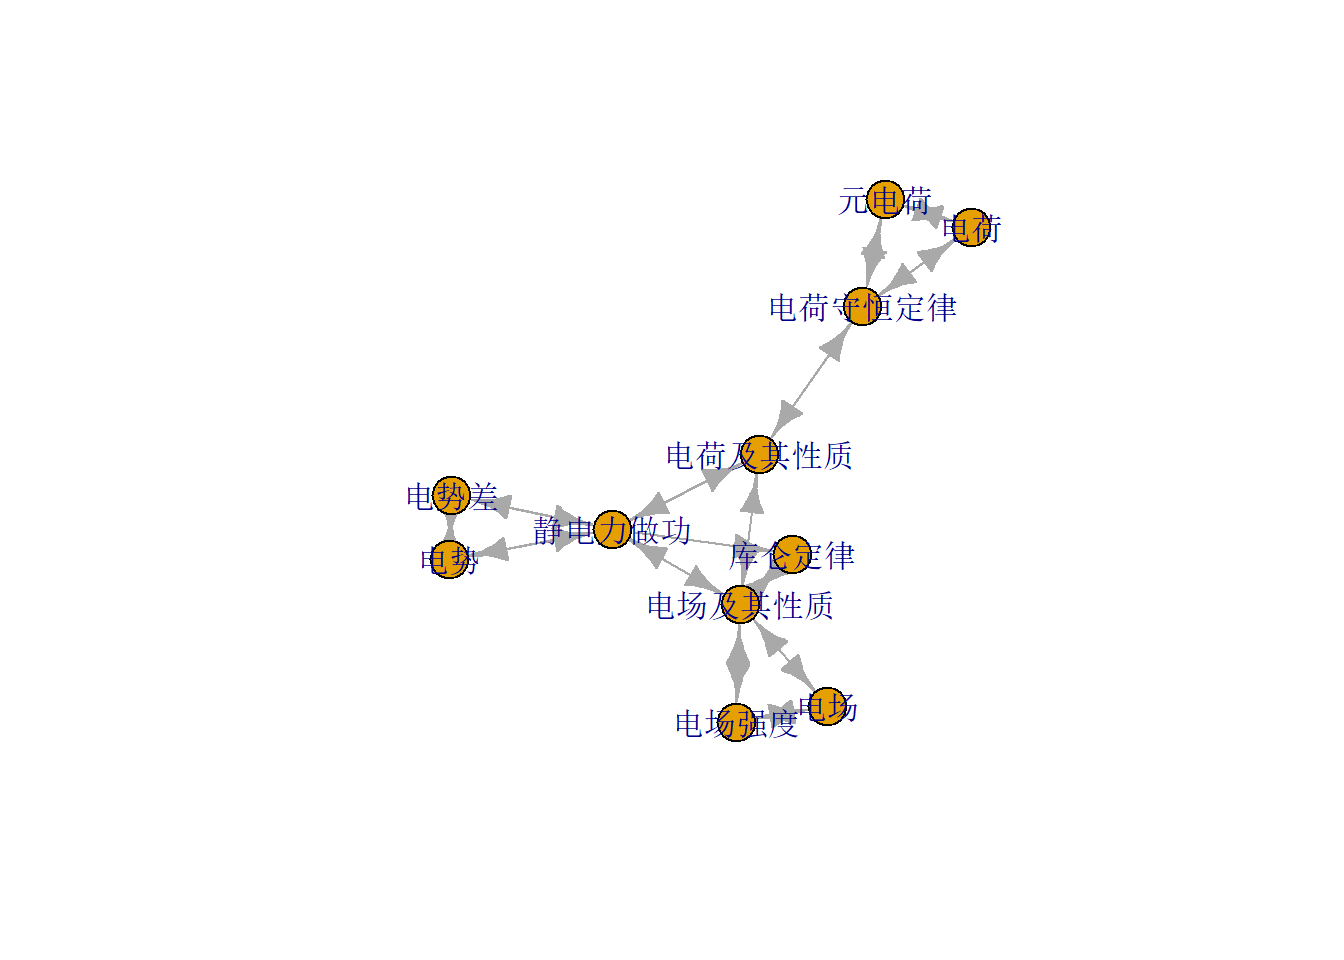 元电荷
电荷
电荷守恒定律
电荷及其性质
电势差
静电力做功
库仑定律
电势
电场及其性质
电场
电场强度